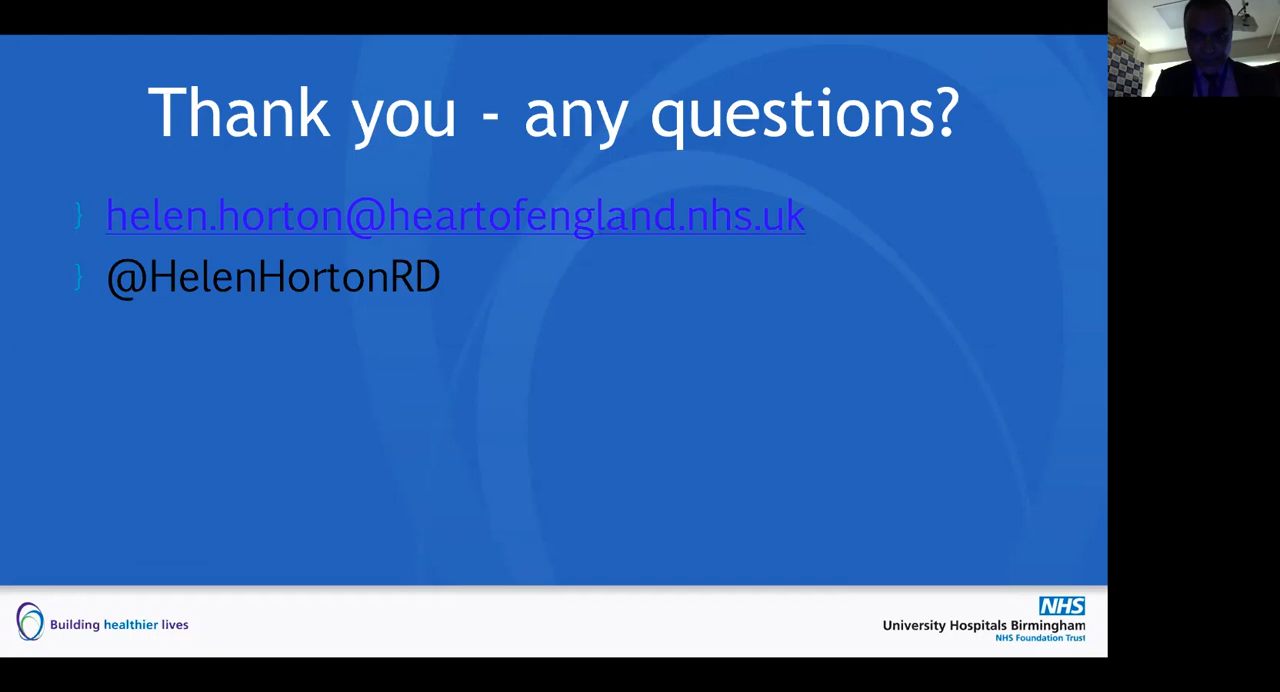 Thank you - any questions?
} helen.horton@heartofengland.nhs.uk
} @HelenHortonRD
Building healthier lives
NHS
University Hospitals Birmingham
NHS Foundation Trust